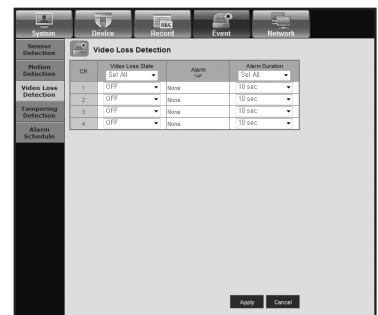 System Device Record Event Network
REC
Sensor
Detection
Motion
Detection
Video Loss
Detection
Tampering
Detection
Alarm
Schedule
Video Loss Detection
CH Video Loss State Alarm Alarm Duration
Sel All Sel All
1 OFF None 10 sec
2 OFF None 10 sec
3 OFF None 10 sec
4 OFF None 10 sec
Apply Cancel